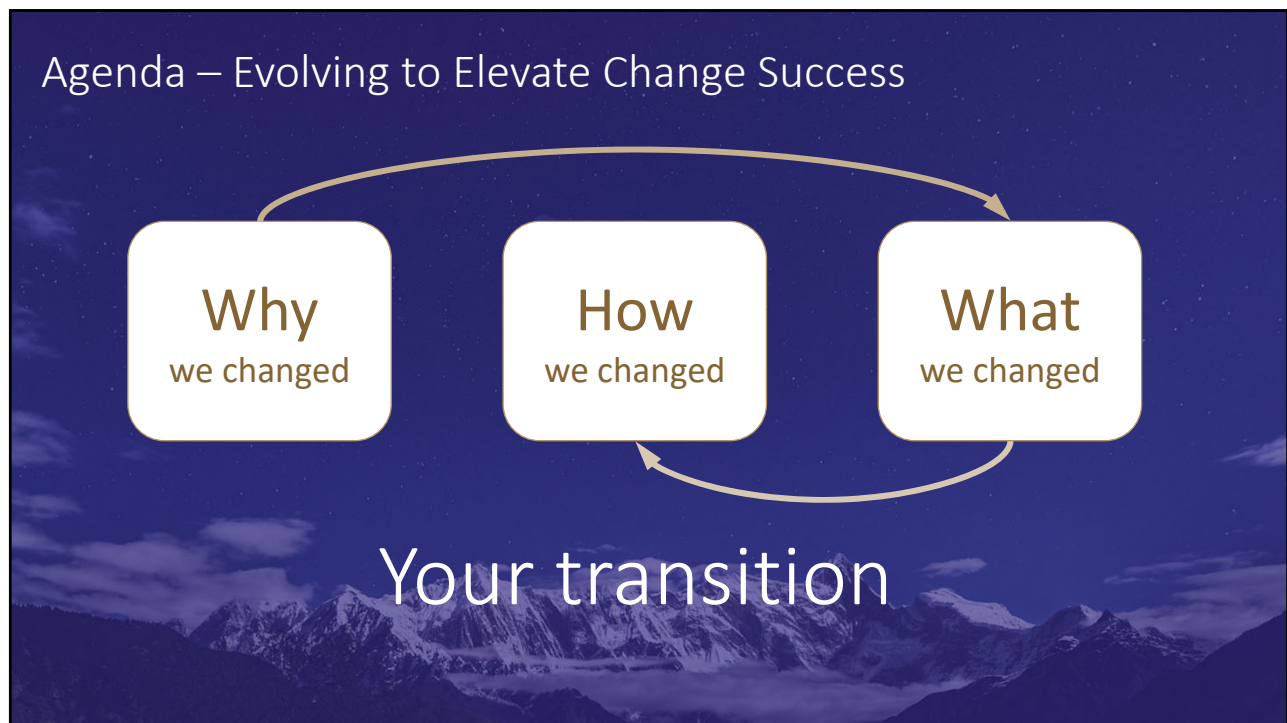 Agenda – Evolving to Elevate Change Success
Why
we changed
How
we changed
What
we changed
Your transition